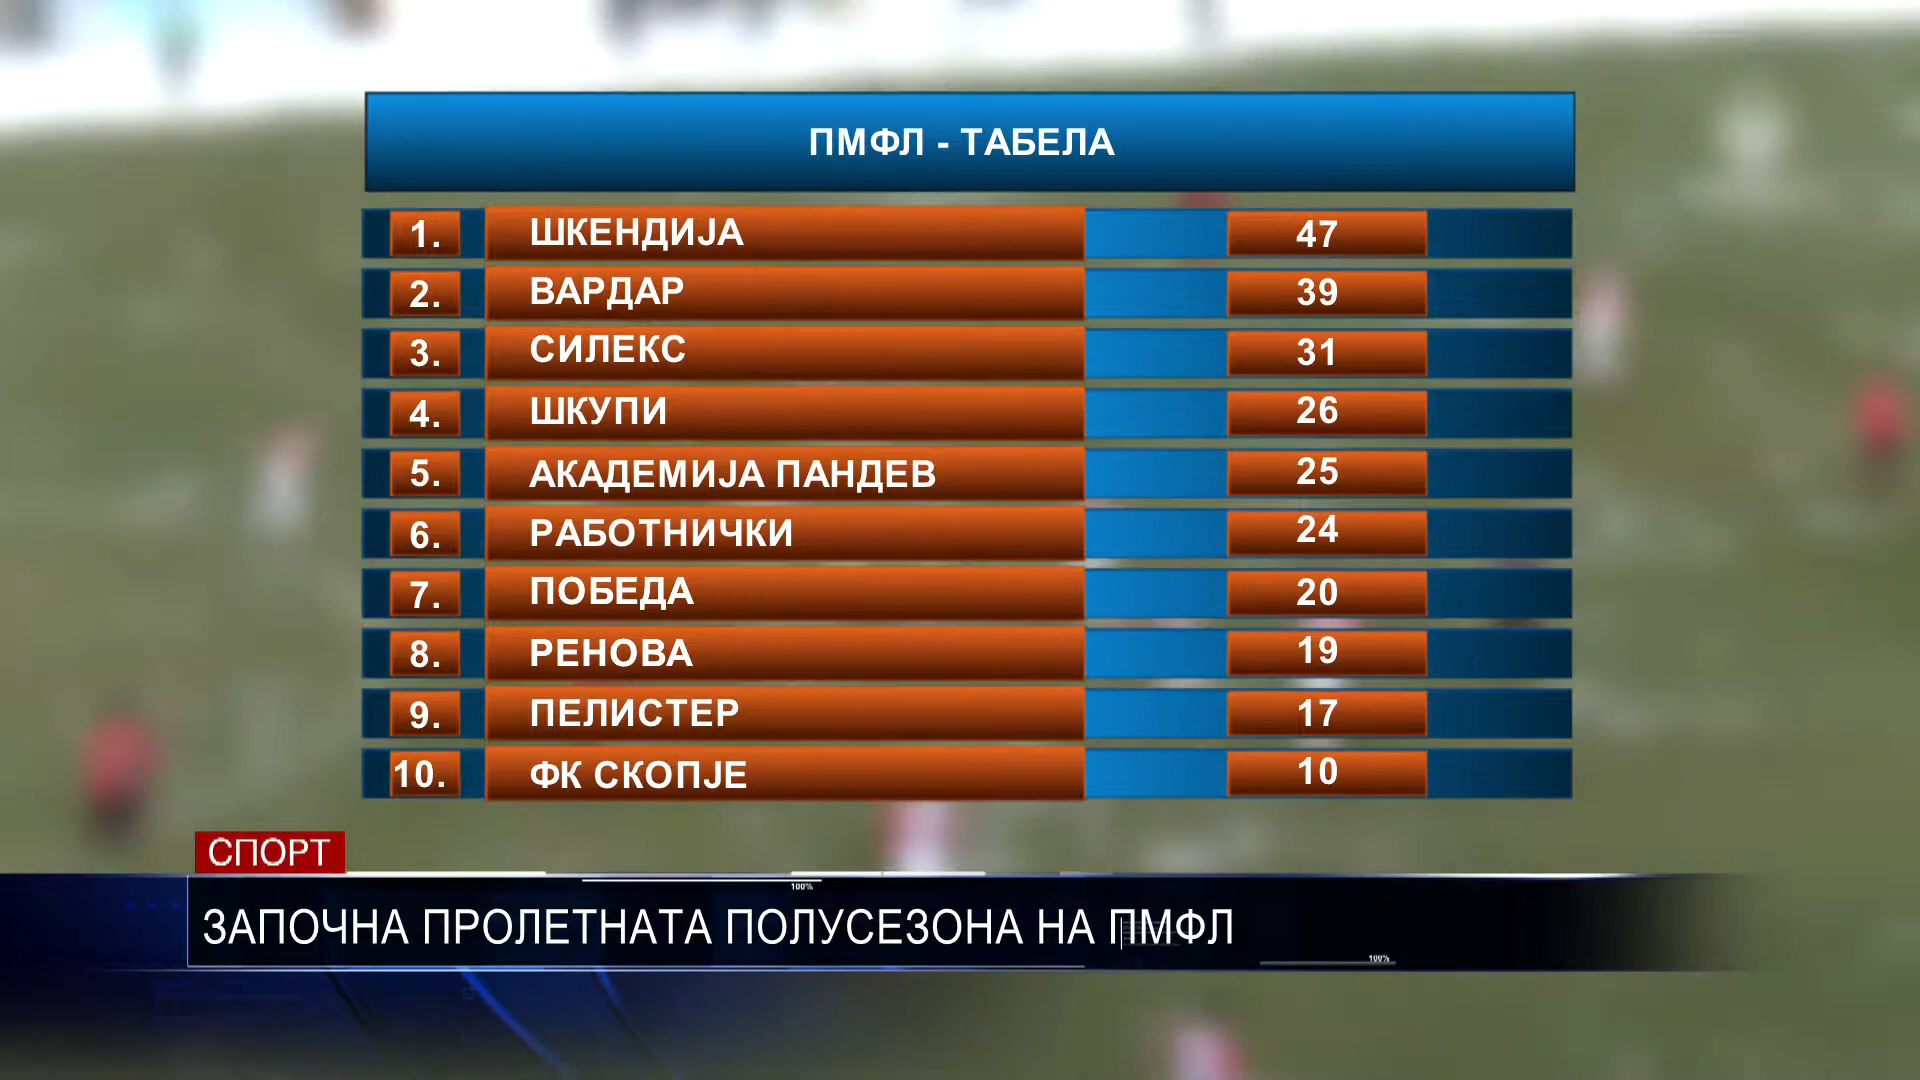 ПМФЛ - ТАБЕЛА
1. ШКЕНДИЈА 47
2. ВАРДАР 39
3. СИЛЕКС 31
4. ШКУПИ 26
5. АКАДЕМИЈА ПАНДЕВ 25
6. РАБОТНИЧКИ 24
7. ПОБЕДА 20
8. РЕНОВА 19
9. ПЕЛИСТЕР 17
10. ФК СКОПЈЕ 10
СПОРТ
100%
ЗАПОЧНА ПРОЛЕТНАТА ПОЛУСЕЗОНА НА ПМФЛ
100%